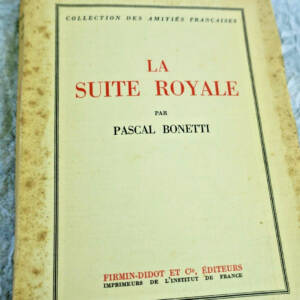 COLLECTION DES AMITIÉS FRANÇAISES
LA
SUITE ROYALE
PAR
PASCAL BONETTI
FIRMIN-DIDOT ET Cie, ÉDITEURS
IMPRIMEURS DE L'INSTITUT DE FRANCE